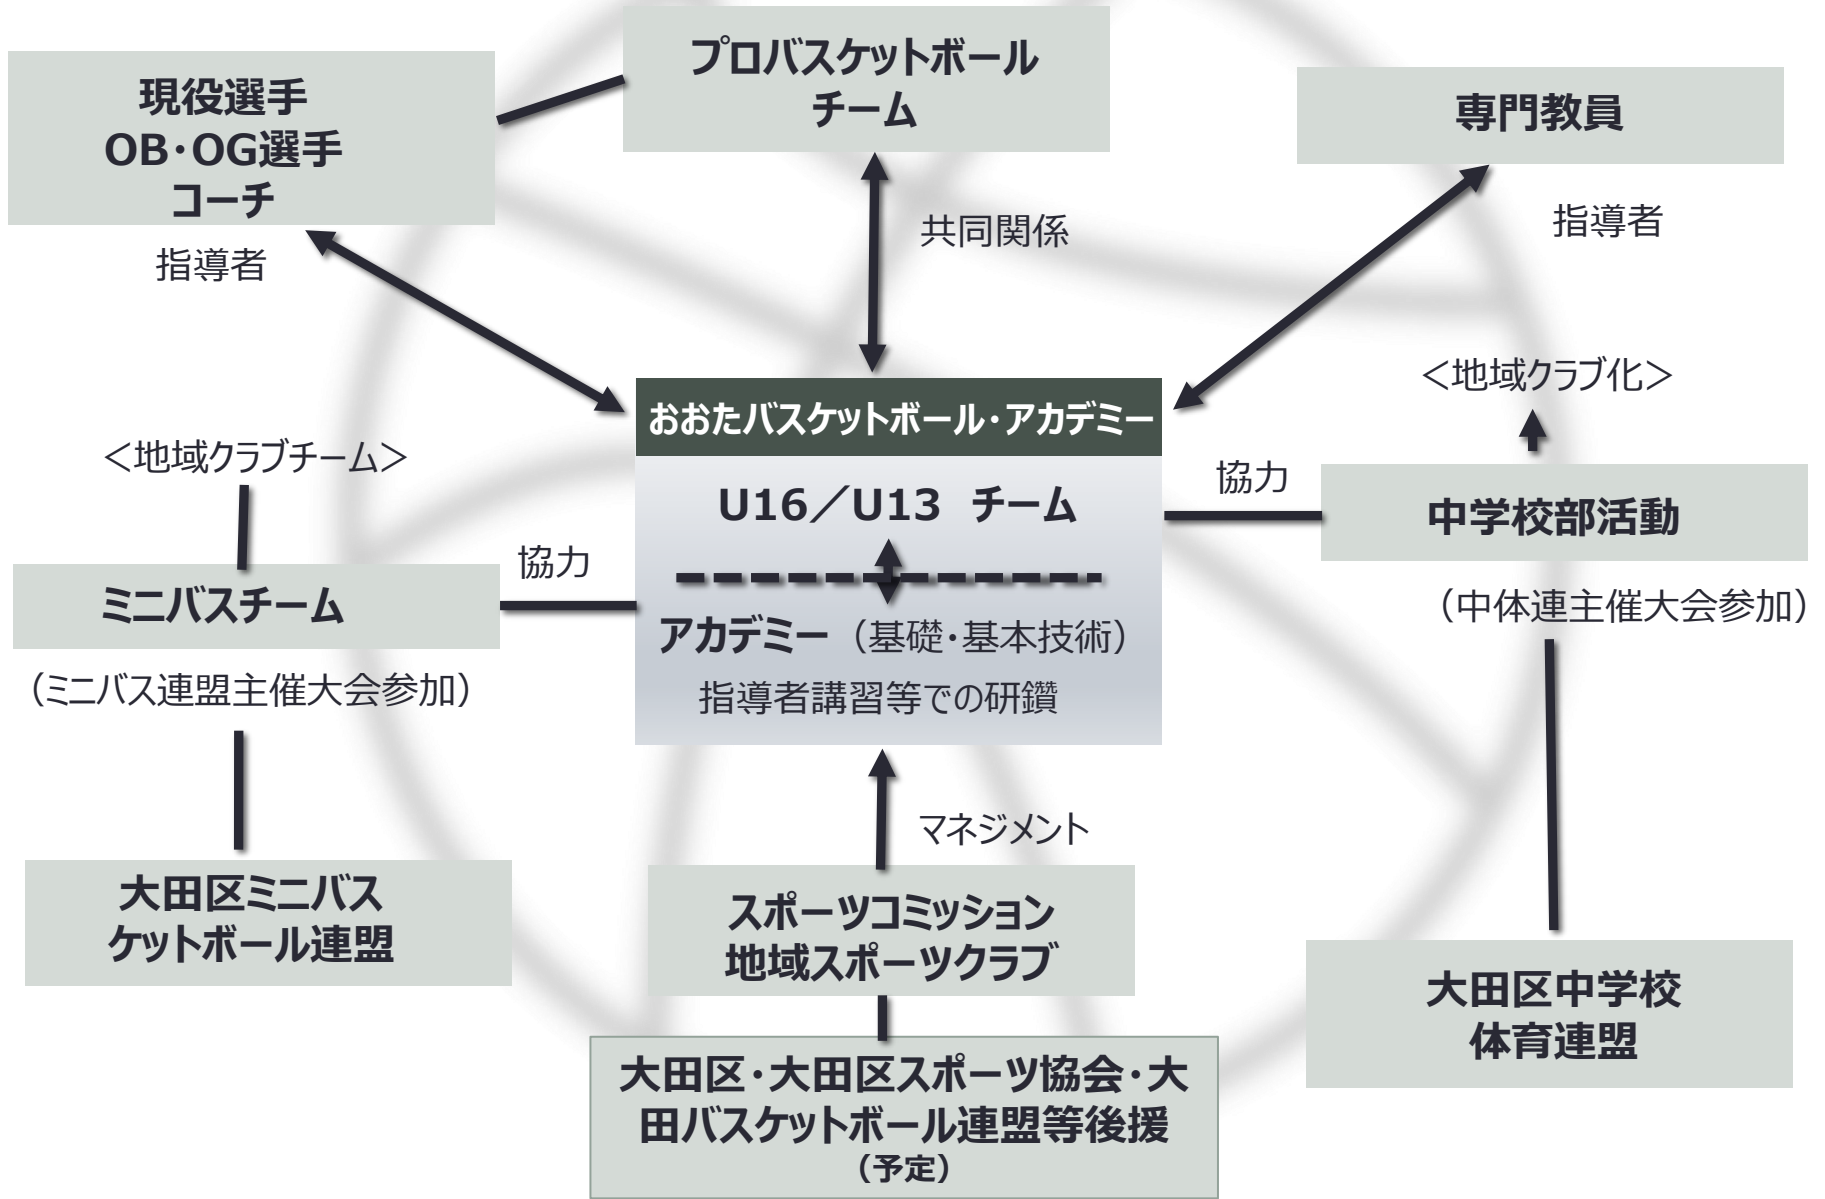 プロバスケットボール
チーム
現役選手
OB・OG選手
コーチ
専門教員
指導者
共同関係
指導者
<地域クラブ化>
おおたバスケットボール・アカデミー
<地域クラブチーム>
U16／U13 チーム
協力
中学校部活動
協力
ミニバスチーム
アカデミー（基礎・基本技術）
（中体連主催大会参加）
（ミニバス連盟主催大会参加）
指導者講習等での研鑽
マネジメント
大田区ミニバス
ケットボール連盟
スポーツコミッション
地域スポーツクラブ
大田区中学校
体育連盟
大田区・大田区スポーツ協会・大
田バスケットボール連盟等後援
（予定）